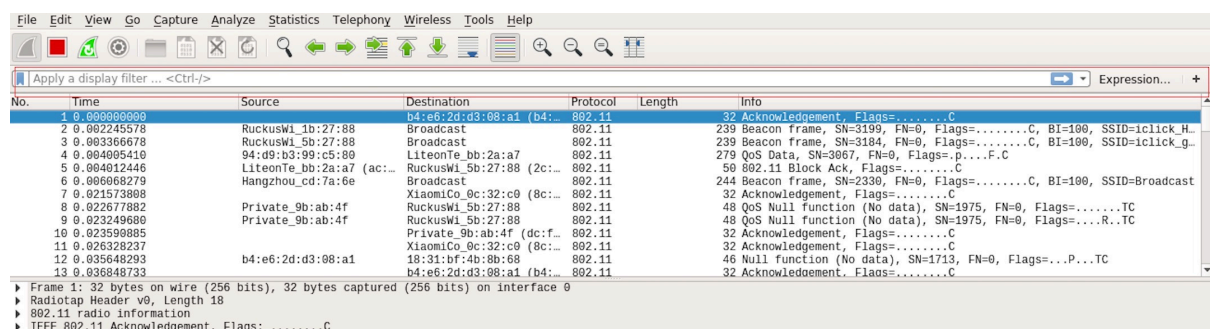 File Edit View Go Capture Analyze Statistics Telephony Wireless Tools Help
Apply a display filter ... <Ctrl-/> Expression... +
No. Time Source Destination Protocol Length Info
1 0.000000000 b4:e6:2d:d3:08:a1 (b4:… 802.11 32 Acknowledgement, Flags=........C
2 0.002245578 RuckusWi_1b:27:88 Broadcast 802.11 239 Beacon frame, SN=3199, FN=0, Flags=........C, BI=100, SSID=iclick_H…
3 0.003366678 RuckusWi_5b:27:88 Broadcast 802.11 239 Beacon frame, SN=3184, FN=0, Flags=........C, BI=100, SSID=iclick_g…
4 0.004005410 94:d9:b3:99:c5:80 LiteonTe_bb:2a:a7 802.11 279 QoS Data, SN=3067, FN=0, Flags=.p....F.C
5 0.004012446 LiteonTe_bb:2a:a7 (ac:… RuckusWi_5b:27:88 (2c:… 802.11 50 802.11 Block Ack, Flags=........C
6 0.006068279 Hangzhou_cd:7a:6e Broadcast 802.11 244 Beacon frame, SN=2330, FN=0, Flags=........C, BI=100, SSID=Broadcast
7 0.021573808 XiaomiCo_0c:32:c0 (8c:… 802.11 32 Acknowledgement, Flags=........C
8 0.022677882 Private_9b:ab:4f RuckusWi_5b:27:88 802.11 48 QoS Null function (No data), SN=1975, FN=0, Flags=.......TC
9 0.023249680 Private_9b:ab:4f RuckusWi_5b:27:88 802.11 48 QoS Null function (No data), SN=1975, FN=0, Flags=....R..TC
10 0.023590885 Private_9b:ab:4f (dc:f… 802.11 32 Acknowledgement, Flags=........C
11 0.026328237 XiaomiCo_0c:32:c0 (8c:… 802.11 32 Acknowledgement, Flags=........C
12 0.035648293 b4:e6:2d:d3:08:a1 18:31:bf:4b:8b:68 802.11 46 Null function (No data), SN=1713, FN=0, Flags=...P...TC
13 0.036848733 b4:e6:2d:d3:08:a1 (b4:… 802.11 32 Acknowledgement, Flags=........C
Frame 1: 32 bytes on wire (256 bits), 32 bytes captured (256 bits) on interface 0
Radiotap Header v0, Length 18
802.11 radio information
IEEE 802.11 Acknowledgement, Flags: ........C